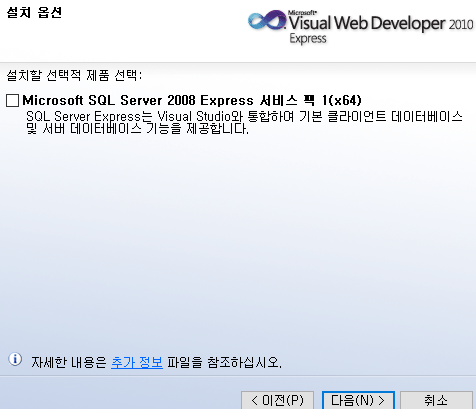 설치 옵션
Microsoft®
Visual Web Developer 2010
Express
설치할 선택적 제품 선택:
Microsoft SQL Server 2008 Express 서비스 팩 1(x64)
SQL Server Express는 Visual Studio와 통합하여 기본 클라이언트 데이터베이스
및 서버 데이터베이스 기능을 제공합니다.
자세한 내용은 추가 정보 파일을 참조하십시오.
< 이전(P) 다음(N) > 취소